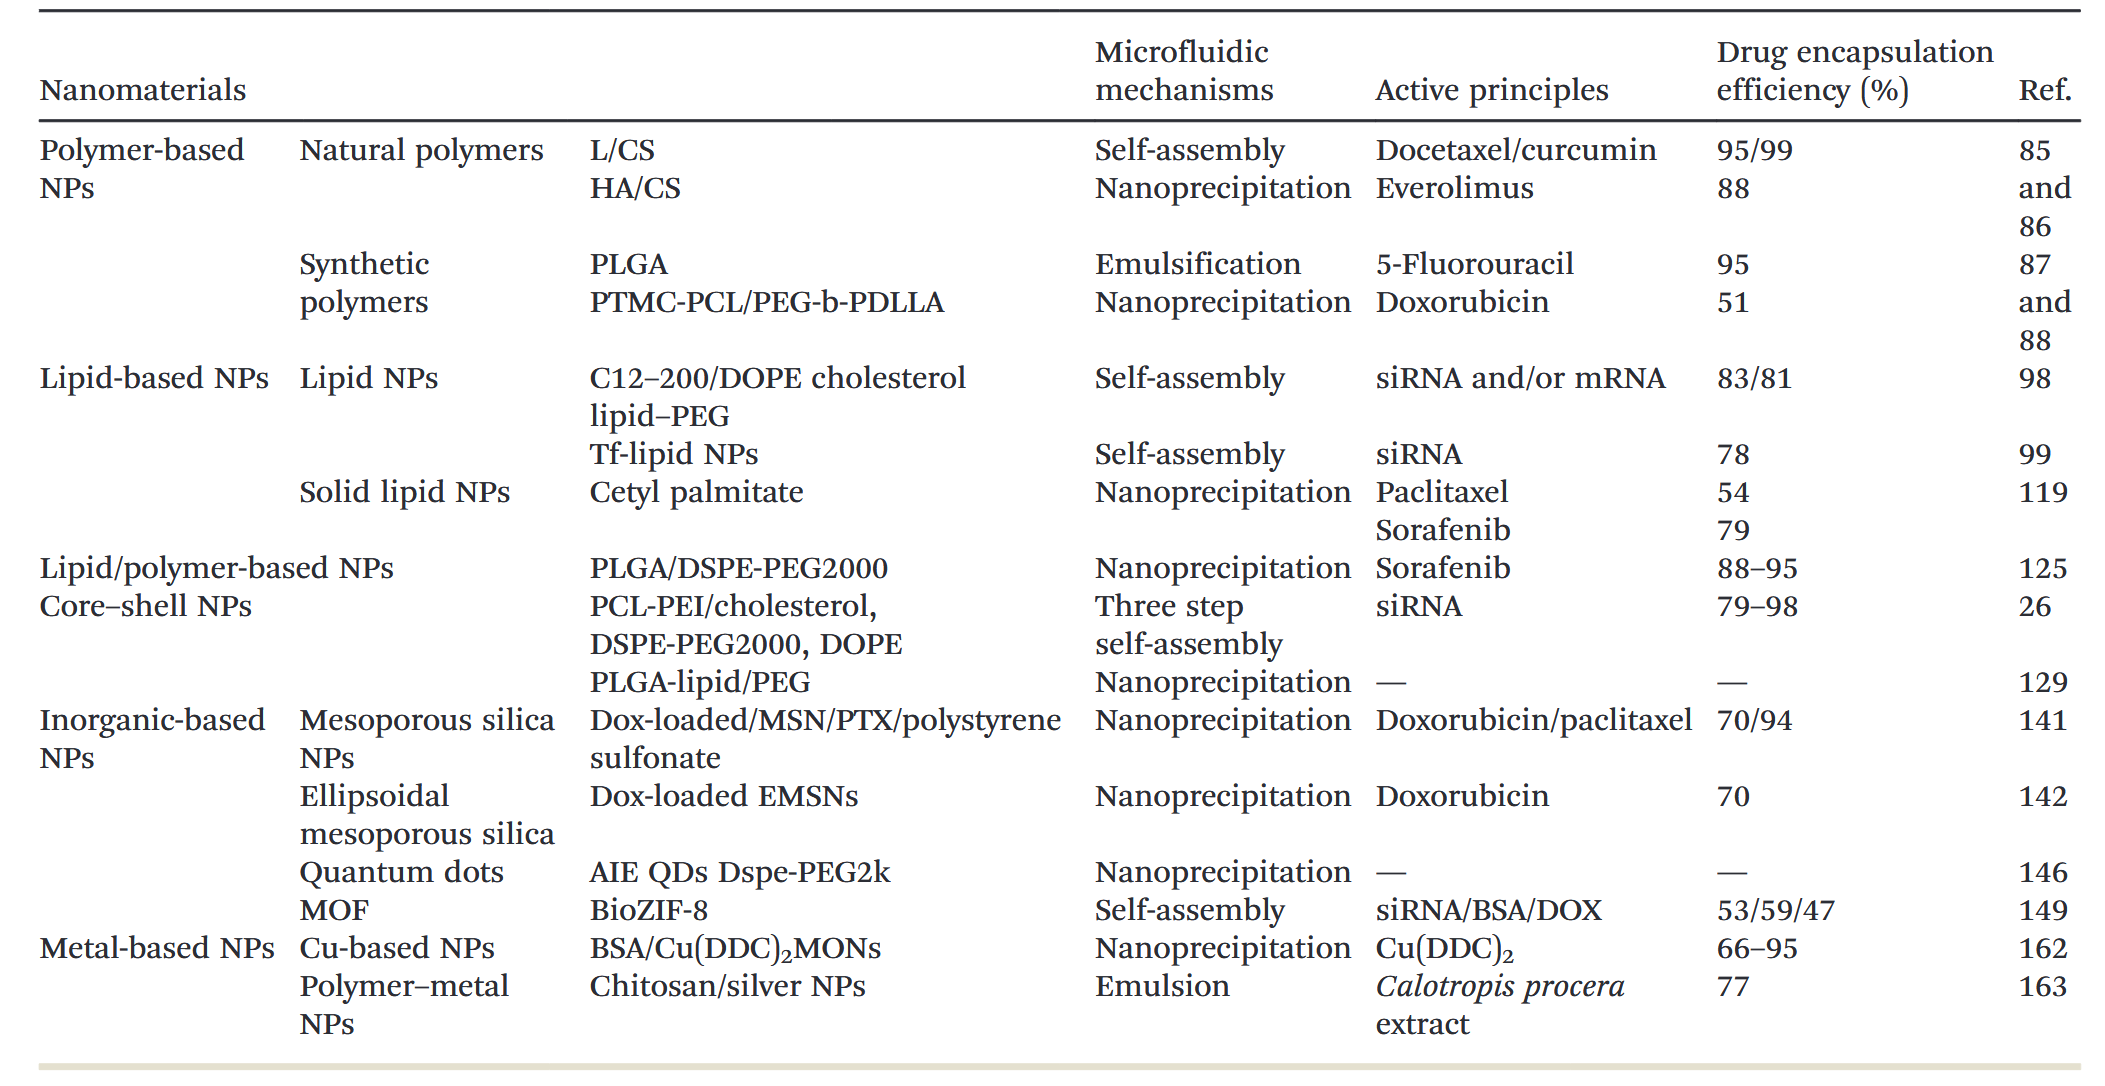 Microfluidic Drug encapsulation
Nanomaterials mechanisms Active principles efficiency (%) Ref.
Polymer-based Natural polymers L/CS Self-assembly Docetaxel/curcumin 95/99 85
NPs HA/CS Nanoprecipitation Everolimus 88 and
86
Synthetic PLGA Emulsification 5-Fluorouracil 95 87
polymers PTMC-PCL/PEG-b-PDLLA Nanoprecipitation Doxorubicin 51 and
88
Lipid-based NPs Lipid NPs C12–200/DOPE cholesterol Self-assembly siRNA and/or mRNA 83/81 98
lipid–PEG
Tf-lipid NPs Self-assembly siRNA 78 99
Solid lipid NPs Cetyl palmitate Nanoprecipitation Paclitaxel 54 119
Sorafenib 79
Lipid/polymer-based NPs PLGA/DSPE-PEG2000 Nanoprecipitation Sorafenib 88–95 125
Core–shell NPs PCL-PEI/cholesterol, Three step siRNA 79–98 26
DSPE-PEG2000, DOPE self-assembly
PLGA-lipid/PEG Nanoprecipitation — — 129
Inorganic-based Mesoporous silica Dox-loaded/MSN/PTX/polystyrene Nanoprecipitation Doxorubicin/paclitaxel 70/94 141
NPs NPs sulfonate
Ellipsoidal Dox-loaded EMSNs Nanoprecipitation Doxorubicin 70 142
mesoporous silica
Quantum dots AIE QDs Dspe-PEG2k Nanoprecipitation — — 146
MOF BioZIF-8 Self-assembly siRNA/BSA/DOX 53/59/47 149
Metal-based NPs Cu-based NPs BSA/Cu(DDC)₂MONs Nanoprecipitation Cu(DDC)₂ 66–95 162
Polymer–metal Chitosan/silver NPs Emulsion Calotropis procera 77 163
NPs extract